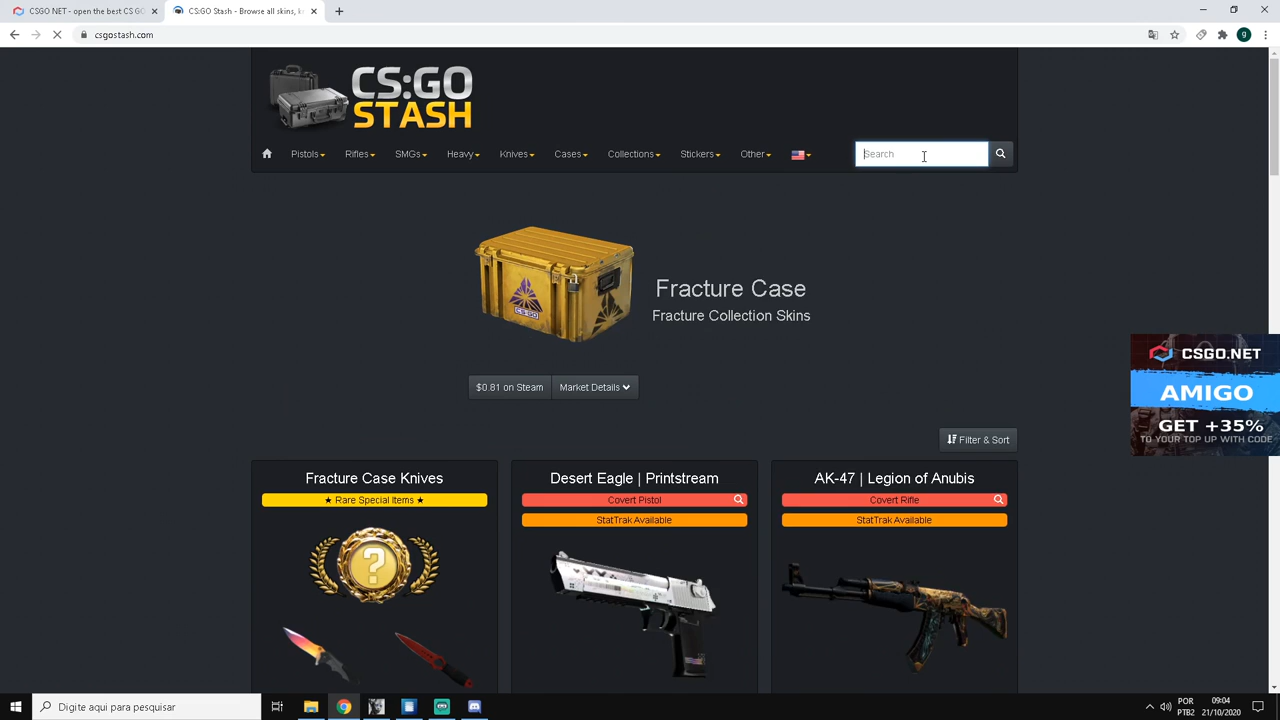 CSGO NET - open the best CS GO
CS:GO Stash - Browse all skins, k
csgostash.com
g
CS:GO
STASH
Pistols
Rifles
SMGs
Heavy
Knives
Cases
Collections
Stickers
Other
Search
CS:GO
Fracture Case
Fracture Collection Skins
$0.81 on Steam
Market Details
CSGO.NET
AMIGO
GET +35%
TO YOUR TOP UP WITH CODE
Filter & Sort
Fracture Case Knives
★ Rare Special Items ★
Desert Eagle | Printstream
Covert Pistol
StatTrak Available
AK-47 | Legion of Anubis
Covert Rifle
StatTrak Available
?
Digite aqui para pesquisar
POR
PTB2
09:04
21/10/2020